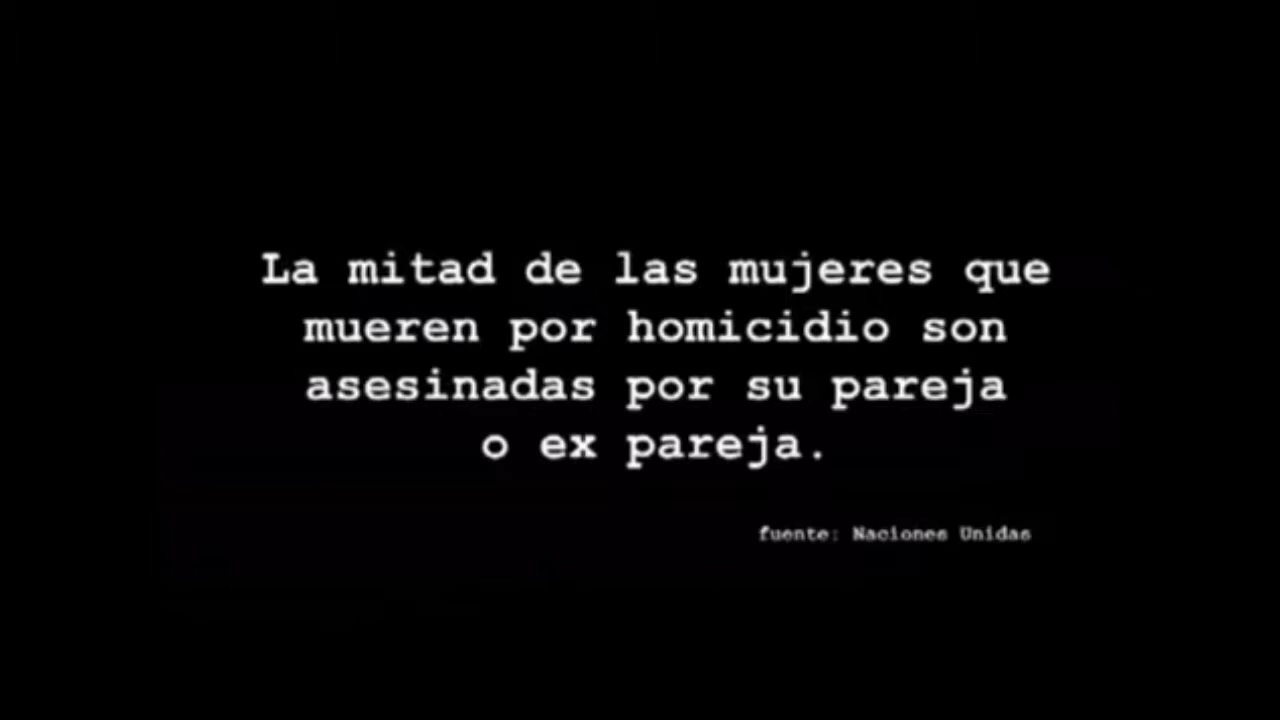 La mitad de las mujeres que
mueren por homicidio son
asesinadas por su pareja
o ex pareja.
fuente: Naciones Unidas